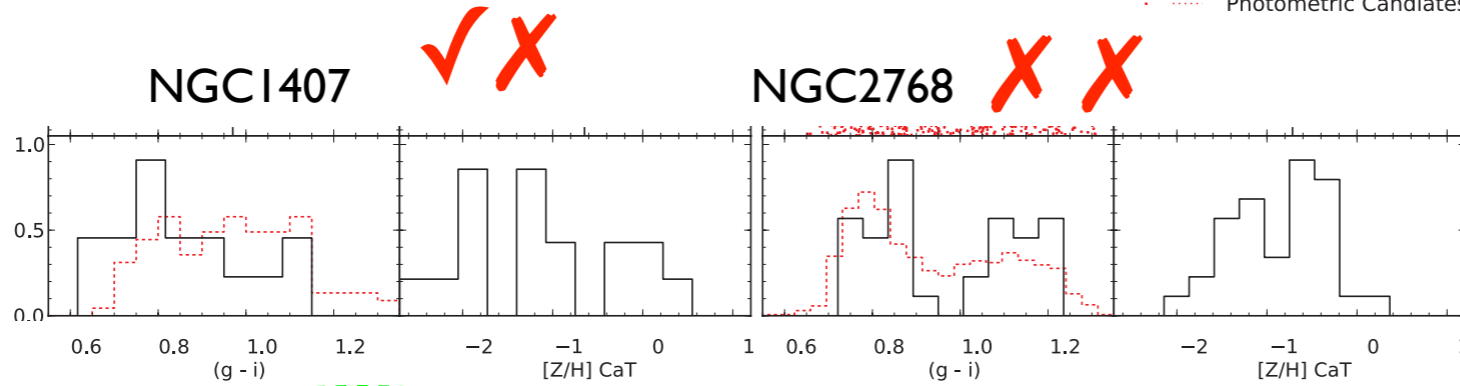 Photometric Candiates
NGC1407 ✓ ✗
NGC2768 ✗ ✗
1.0
0.5
0.0
0.6 0.8 1.0 1.2
(g - i)
−2 −1 0 1
[Z/H] CaT
0.6 0.8 1.0 1.2
(g - i)
−2 −1 0
[Z/H] CaT